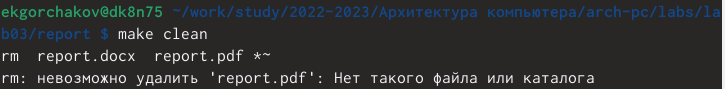 ekgorchakov@dk8n75 ~/work/study/2022-2023/Архитектура компьютера/arch-pc/labs/la
b03/report $ make clean
rm  report.docx  report.pdf *~
rm: невозможно удалить 'report.pdf': Нет такого файла или каталога